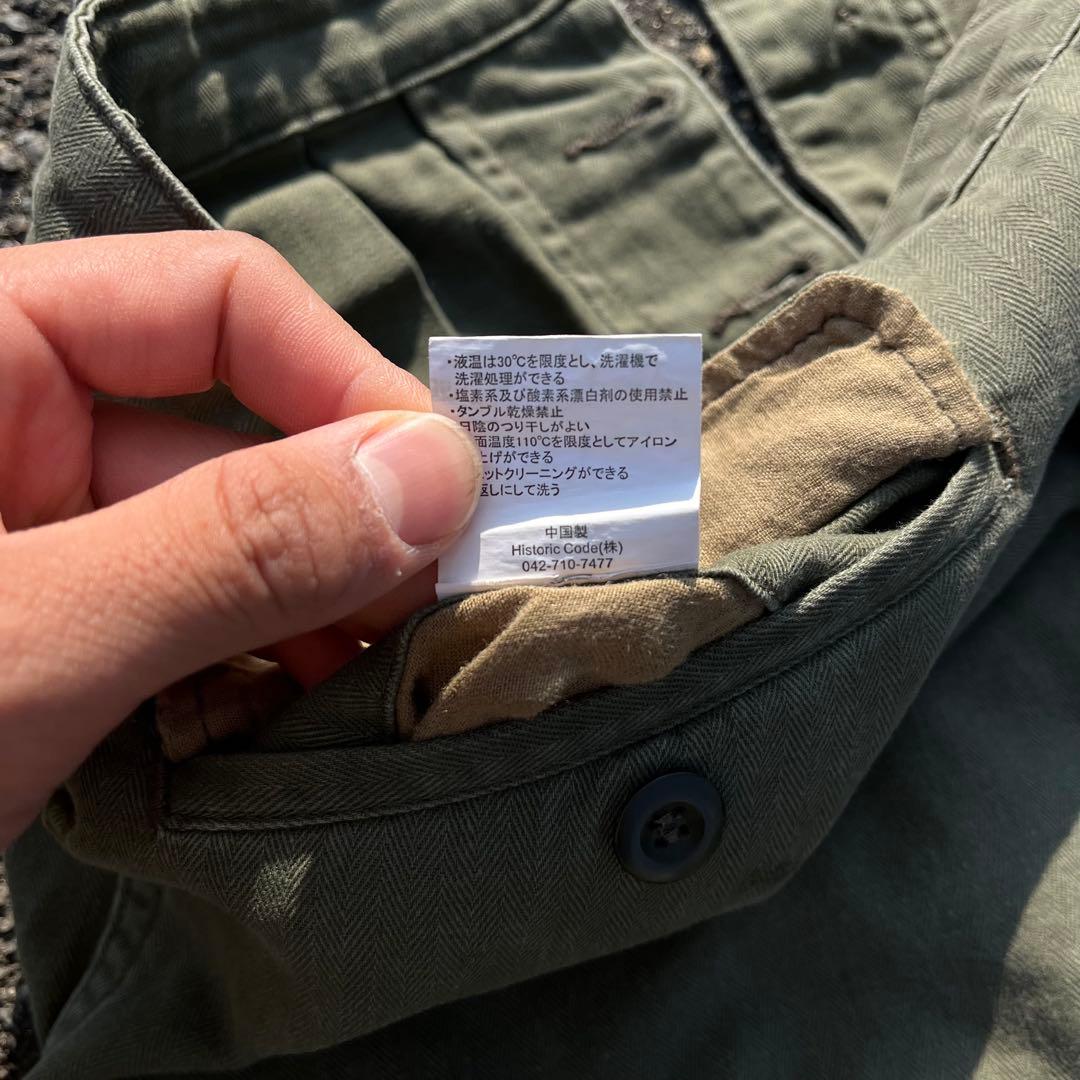 ・液温は30℃を限度とし、洗濯機で
洗濯処理ができる
・塩素系及び酸素系漂白剤の使用禁止
・タンブル乾燥禁止
日陰のつり干しがよい
面温度110℃を限度としてアイロン
上げができる
ットクリーニングができる
返しにして洗う
中国製
Historic Code(株)
042-710-7477